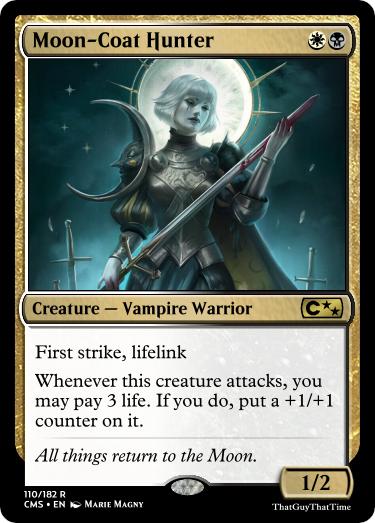 Moon-Coat Hunter
Creature — Vampire Warrior
C
First strike, lifelink
Whenever this creature attacks, you
may pay 3 life. If you do, put a +1/+1
counter on it.
All things return to the Moon.
1/2
110/182 R
CMS • EN Marie Magny
ThatGuyThatTime